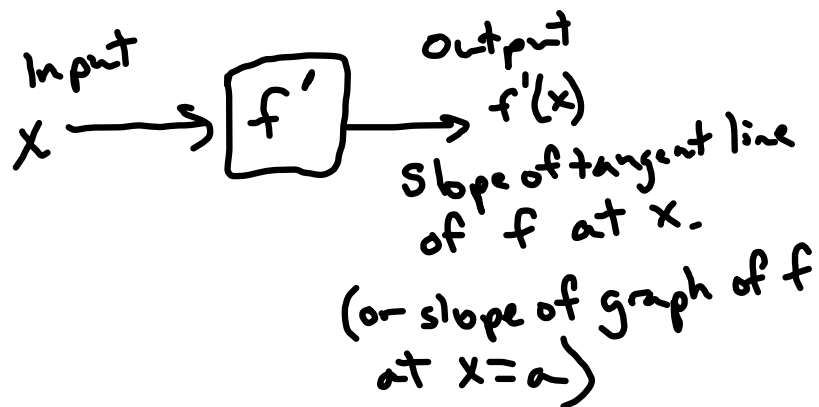 Input
Output
x
f'
f'(x)
Slope of tangent line
of f at x.
(or slope of graph of f
at x=a)